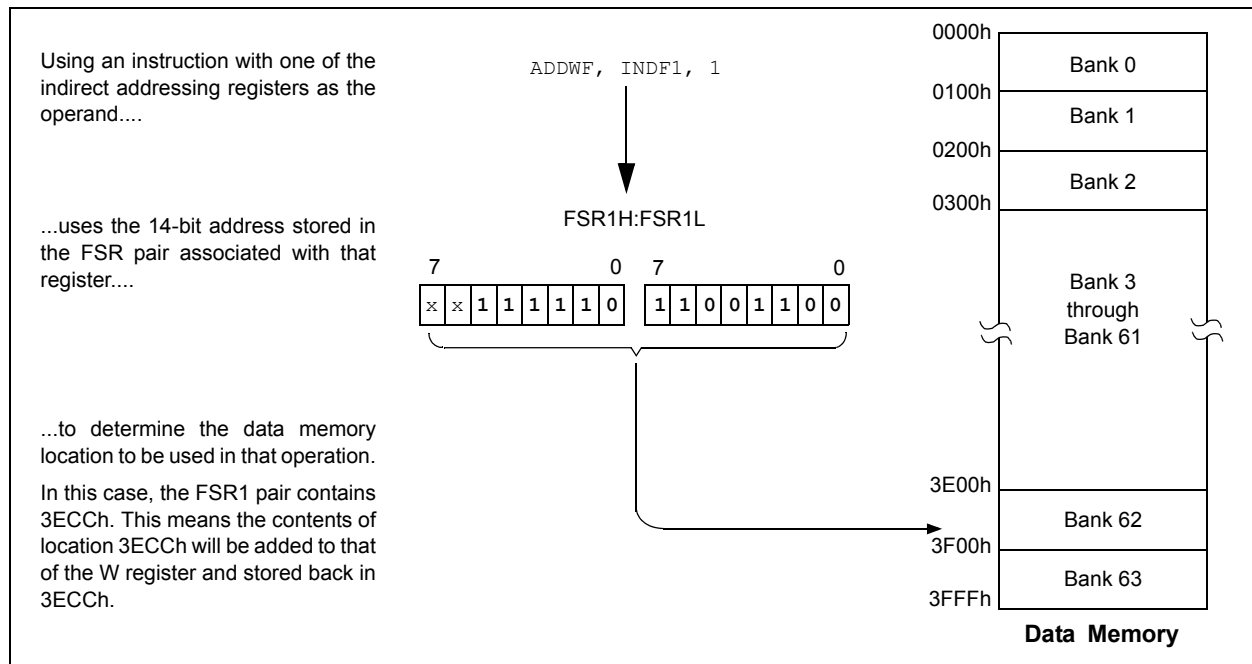 Using an instruction with one of the
indirect addressing registers as the
operand....
ADDWF, INDF1, 1
...uses the 14-bit address stored in
the FSR pair associated with that
register....
FSR1H:FSR1L
7 0 7 0
x x 1 1 1 1 1 0 1 1 0 0 1 1 0 0
...to determine the data memory
location to be used in that operation.
In this case, the FSR1 pair contains
3ECCh. This means the contents of
location 3ECCh will be added to that
of the W register and stored back in
3ECCh.
0000h
Bank 0
0100h
Bank 1
0200h
Bank 2
0300h
Bank 3
through
Bank 61
3E00h
Bank 62
3F00h
Bank 63
3FFFh
Data Memory